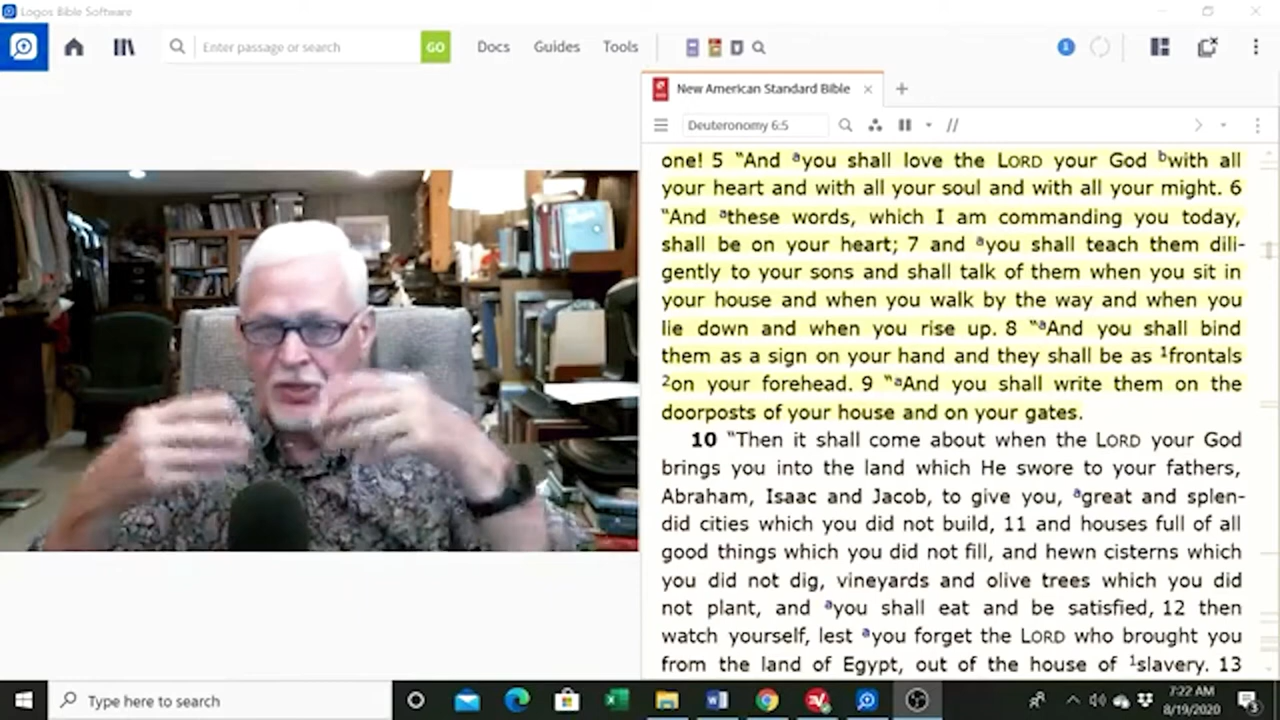 Logos Bible Software
Enter passage or search
GO
Docs
Guides
Tools
1
New American Standard Bible
Deuteronomy 6:5
one! 5 “And ᵃyou shall love the LORD your God ᵇwith all
your heart and with all your soul and with all your might. 6
“And ᵃthese words, which I am commanding you today,
shall be on your heart; 7 and ᵃyou shall teach them dili-
gently to your sons and shall talk of them when you sit in
your house and when you walk by the way and when you
lie down and when you rise up. 8 “ᵃAnd you shall bind
them as a sign on your hand and they shall be as ¹frontals
²on your forehead. 9 “ᵃAnd you shall write them on the
doorposts of your house and on your gates.
10 “Then it shall come about when the LORD your God
brings you into the land which He swore to your fathers,
Abraham, Isaac and Jacob, to give you, ᵃgreat and splen-
did cities which you did not build, 11 and houses full of all
good things which you did not fill, and hewn cisterns which
you did not dig, vineyards and olive trees which you did
not plant, and ᵃyou shall eat and be satisfied, 12 then
watch yourself, lest ᵃyou forget the LORD who brought you
from the land of Egypt, out of the house of ¹slavery. 13
Type here to search
7:22 AM
8/19/2020
3